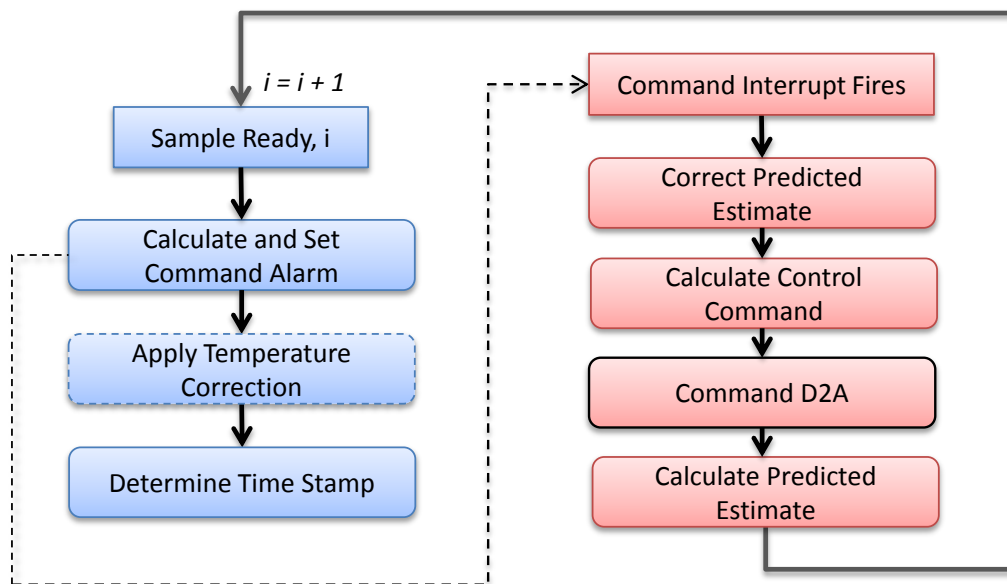 i = i + 1
Sample Ready, i
Calculate and Set
Command Alarm
Apply Temperature
Correction
Determine Time Stamp
Command Interrupt Fires
Correct Predicted
Estimate
Calculate Control
Command
Command D2A
Calculate Predicted
Estimate